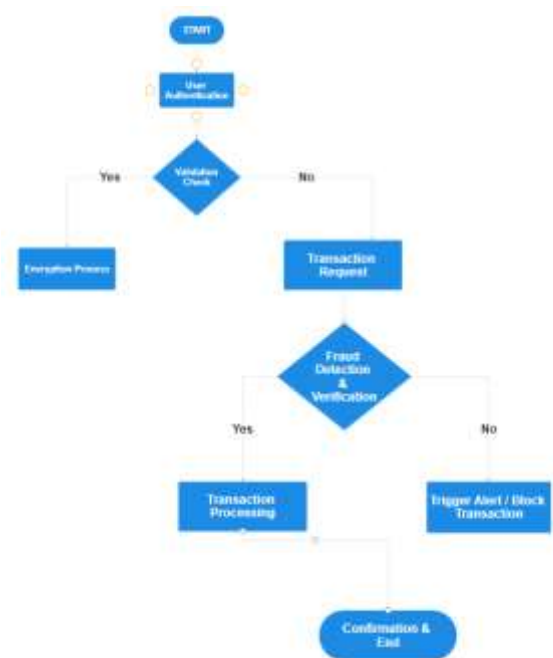 START
User
Authentication
Validation
Check
Yes
No
Encryption Process
Transaction
Request
Fraud
Detection
&
Verification
Yes
No
Transaction
Processing
Trigger Alert / Block
Transaction
Confirmation &
End